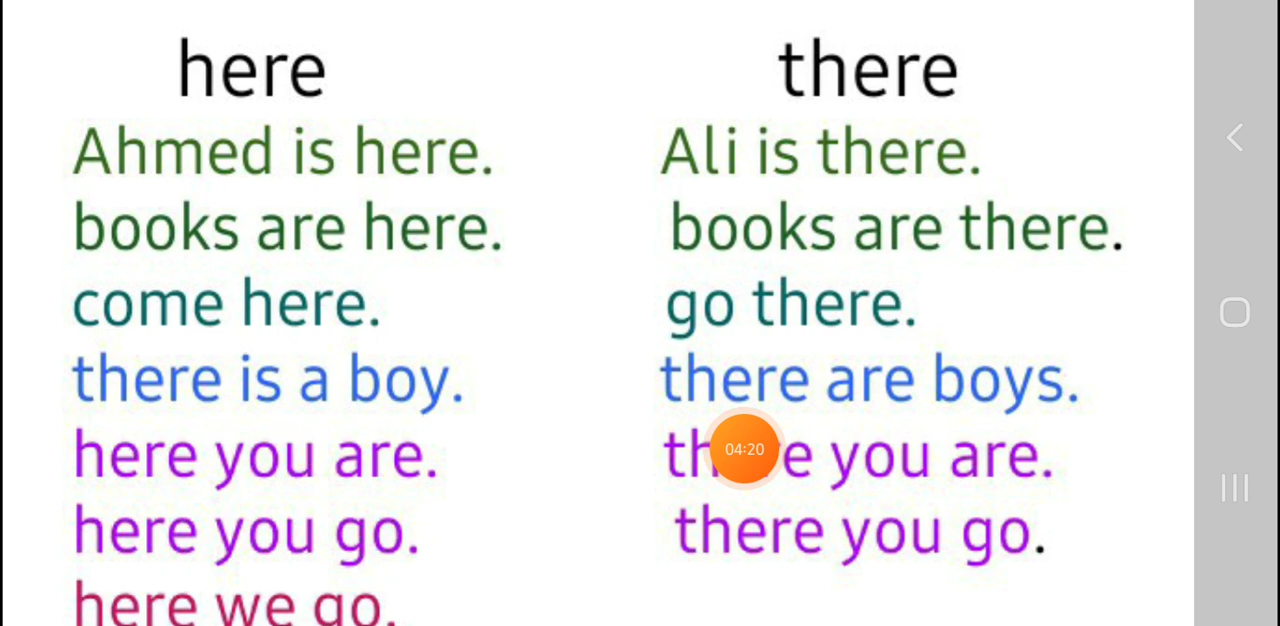 here
there
Ahmed is here.
Ali is there.
books are here.
books are there.
come here.
go there.
there is a boy.
there are boys.
here you are.
you are.
04:20
here you go.
there you go.
here we go.